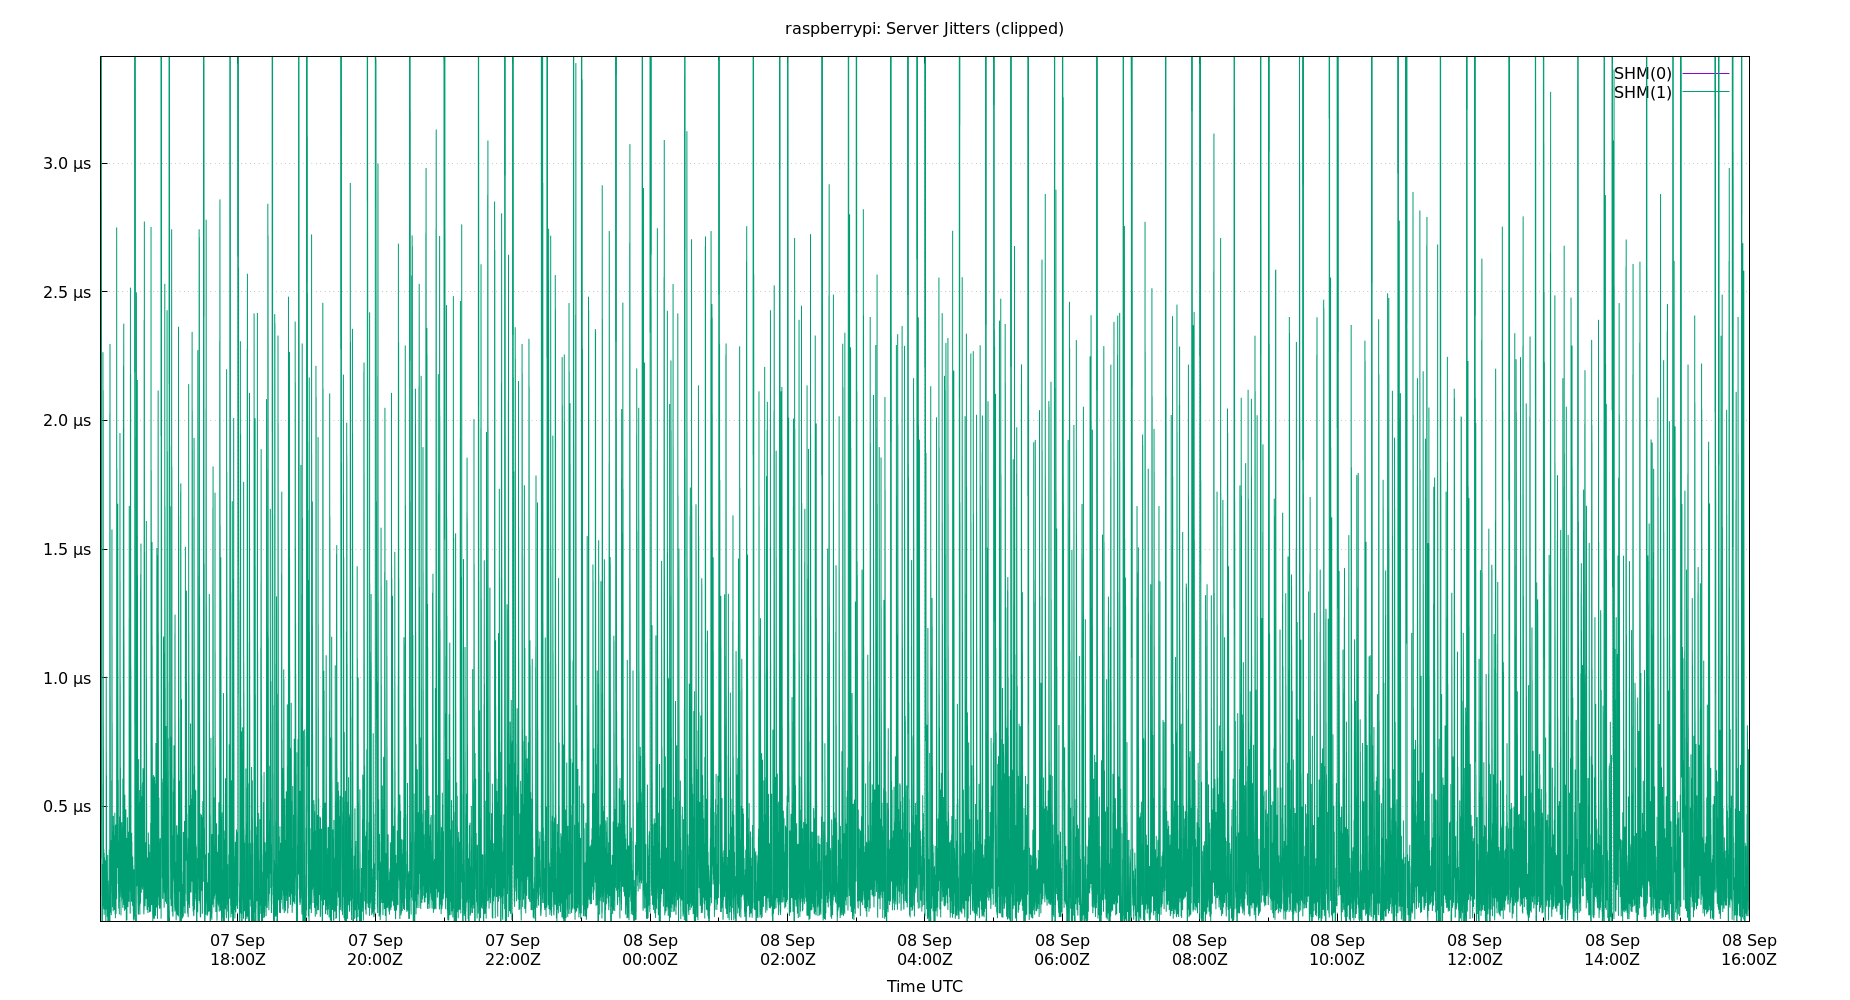 raspberrypi: Server Jitters (clipped)
SHM(0)
SHM(1)
3.0 μs
2.5 μs
2.0 μs
1.5 μs
1.0 μs
0.5 μs
07 Sep 07 Sep 07 Sep 08 Sep 08 Sep 08 Sep 08 Sep 08 Sep 08 Sep 08 Sep 08 Sep 08 Sep
18:00Z 20:00Z 22:00Z 00:00Z 02:00Z 04:00Z 06:00Z 08:00Z 10:00Z 12:00Z 14:00Z 16:00Z
Time UTC